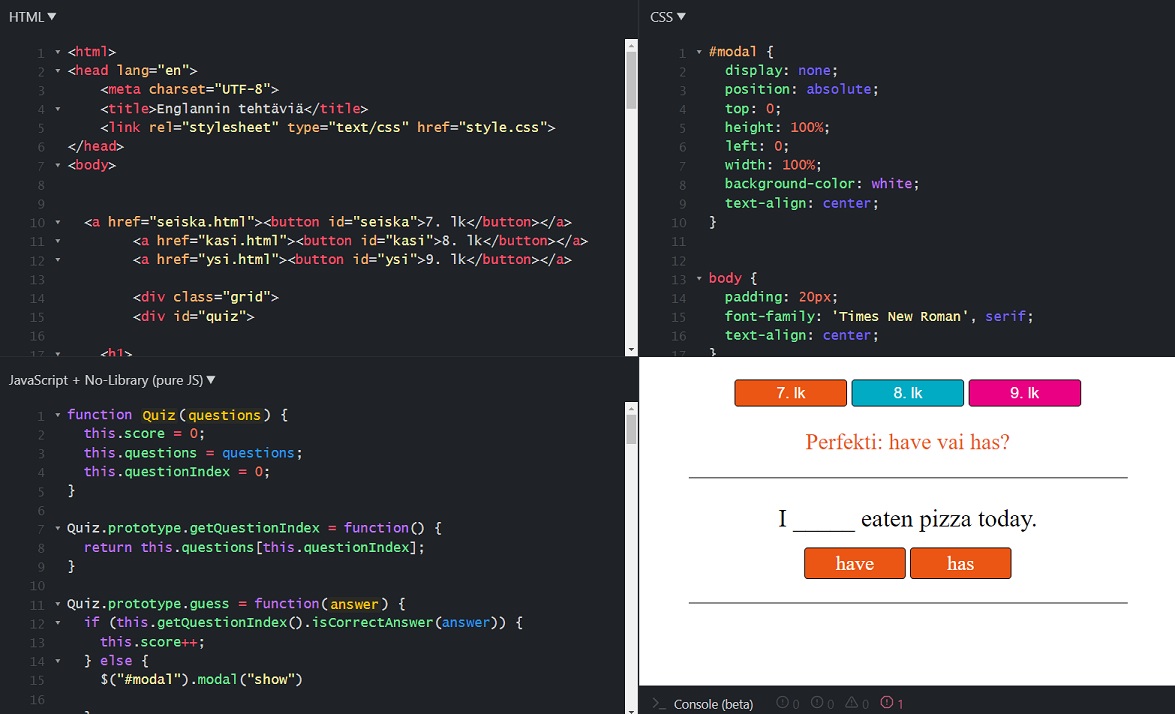 HTML ▼
1 <html>
2 <head lang="en">
3 <meta charset="UTF-8">
4 <title>Englannin tehtäviä</title>
5 <link rel="stylesheet" type="text/css" href="style.css">
6 </head>
7 <body>
8
9
10 <a href="seiska.html"><button id="seiska">7. lk</button></a>
11 <a href="kasi.html"><button id="kasi">8. lk</button></a>
12 <a href="ysi.html"><button id="ysi">9. lk</button></a>
13
14 <div class="grid">
15 <div id="quiz">
16
17 <h1>
CSS ▼
1 #modal {
2 display: none;
3 position: absolute;
4 top: 0;
5 height: 100%;
6 left: 0;
7 width: 100%;
8 background-color: white;
9 text-align: center;
10 }
11
12
13 body {
14 padding: 20px;
15 font-family: 'Times New Roman', serif;
16 text-align: center;
17 }
JavaScript + No-Library (pure JS) ▼
1 function Quiz(questions) {
2 this.score = 0;
3 this.questions = questions;
4 this.questionIndex = 0;
5 }
6
7 Quiz.prototype.getQuestionIndex = function() {
8 return this.questions[this.questionIndex];
9 }
10
11 Quiz.prototype.guess = function(answer) {
12 if (this.getQuestionIndex().isCorrectAnswer(answer)) {
13 this.score++;
14 } else {
15 $("#modal").modal("show")
16
}
7. lk 8. lk 9. lk
Perfekti: have vai has?
I _____ eaten pizza today.
have has
>_ Console (beta) 0 0 0 1